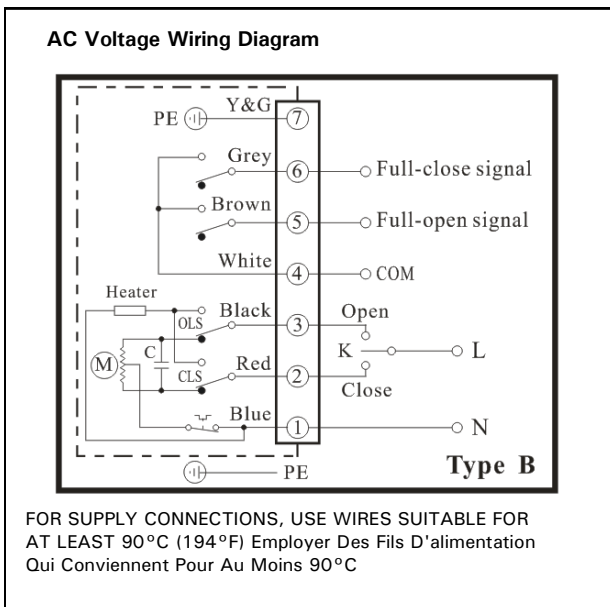 AC Voltage Wiring Diagram
Y&G
PE
7
Grey
6
Full-close signal
Brown
5
Full-open signal
White
4
COM
Heater
OLS
Black
3
Open
M
C
K
L
CLS
Red
2
Close
Blue
1
N
PE
Type B
FOR SUPPLY CONNECTIONS, USE WIRES SUITABLE FOR
AT LEAST 90°C (194°F) Employer Des Fils D'alimentation
Qui Conviennent Pour Au Moins 90°C